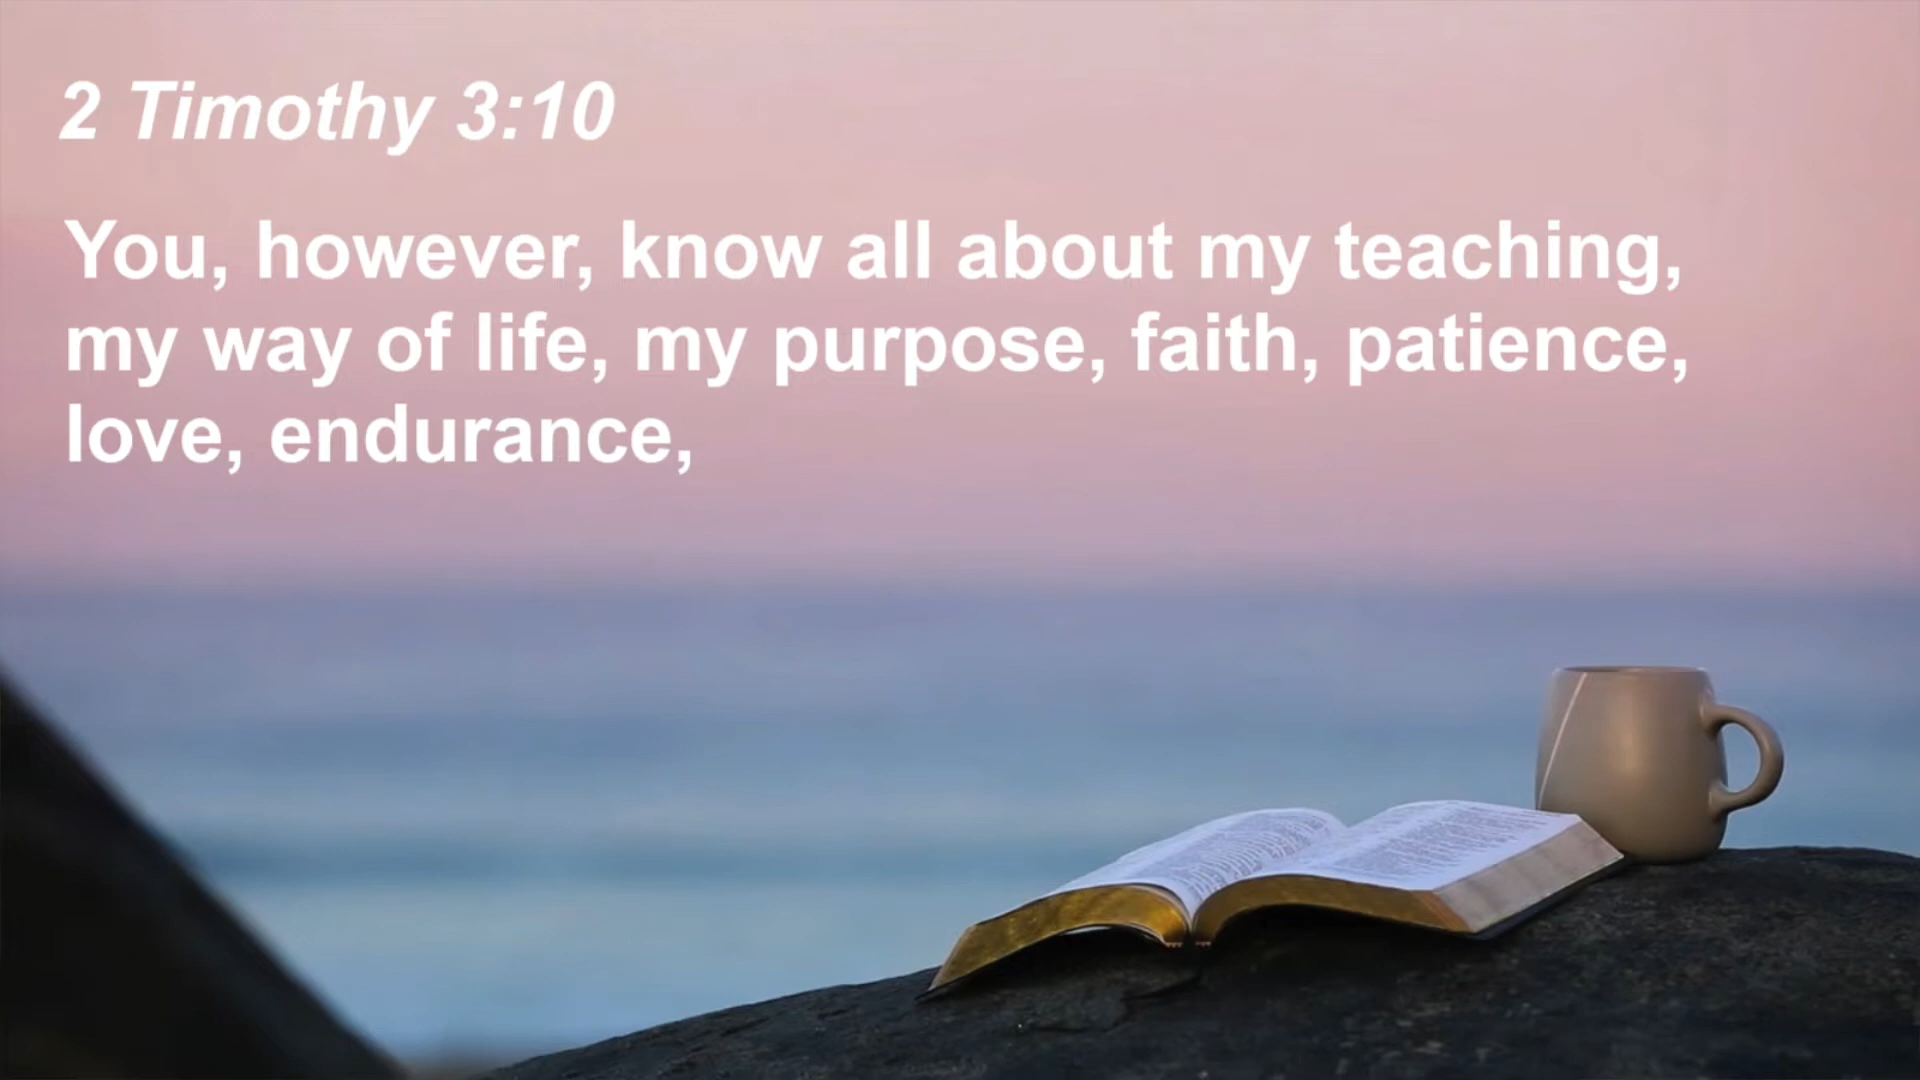 2 Timothy 3:10
You, however, know all about my teaching,
my way of life, my purpose, faith, patience,
love, endurance,